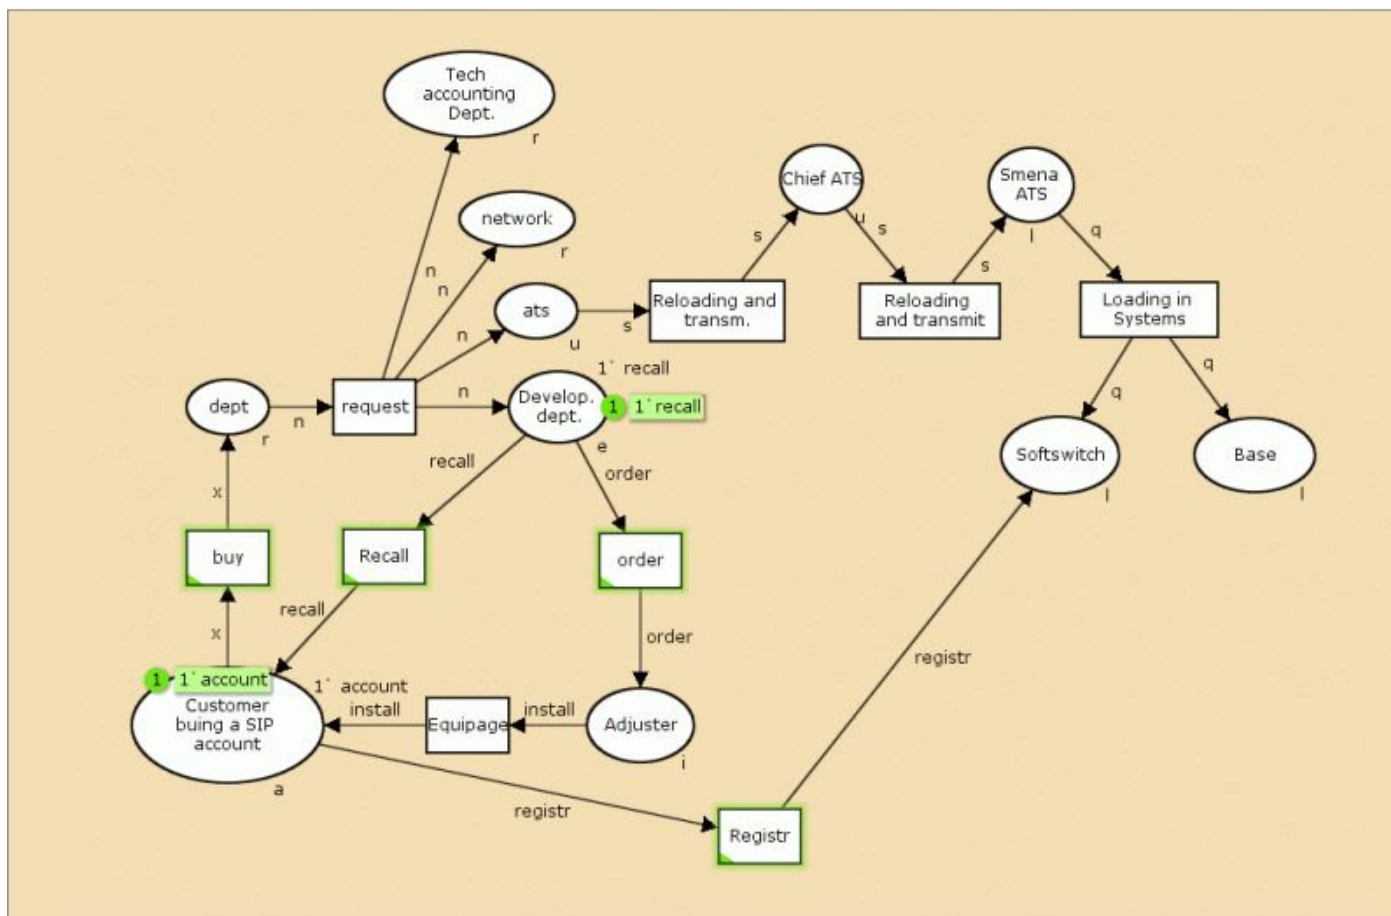 Tech
accounting
Dept.
r
network
r
n
n
ats
u
n
s
Reloading and
transm.
s
Chief ATS
u
s
Reloading
and transmit
s
Smena
ATS
l
q
Loading in
Systems
q
q
Softswitch
l
Base
l
dept
r
n
request
n
1` recall
Develop.
dept.
1
1`recall
e
recall
order
x
buy
Recall
order
x
recall
order
registr
1
1`account
Customer
buing a SIP
account
a
1` account
install
Equipage
install
Adjuster
i
registr
Registr